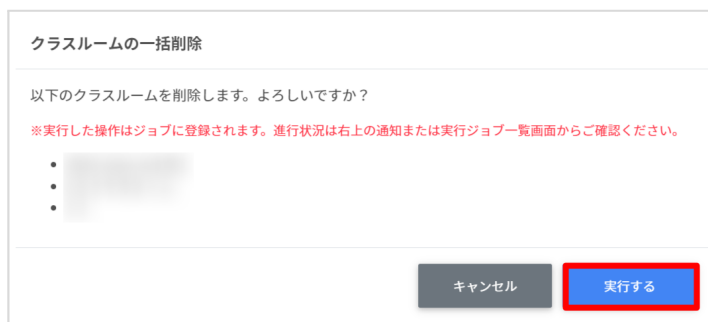 クラスルームの一括削除
以下のクラスルームを削除します。よろしいですか？
※実行した操作はジョブに登録されます。進行状況は右上の通知または実行ジョブ一覧画面からご確認ください。
キャンセル
実行する